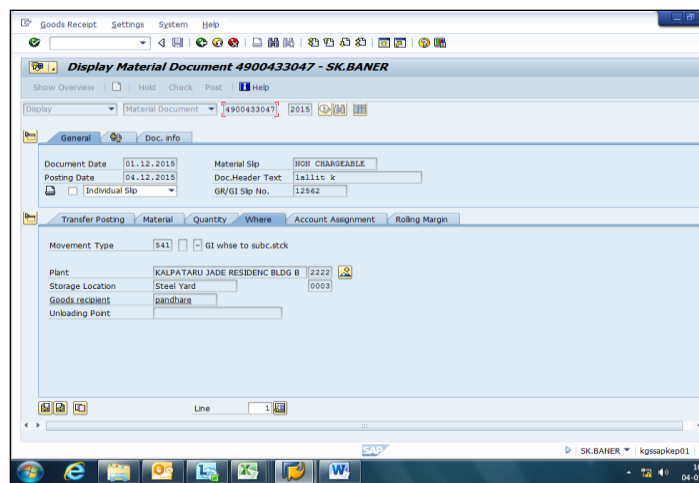 Goods Receipt Settings System Help
Display Material Document 4900433047 - SK.BANER
Show Overview Hold Check Post Help
Display Material Document 4900433047 2015
General Doc. info
Document Date 01.12.2015 Material Slip NON CHARGEABLE
Posting Date 04.12.2015 Doc.Header Text lallit k
Individual Slip GR/GI Slip No. 12562
Transfer Posting Material Quantity Where Account Assignment Rolling Margin
Movement Type 541 - GI whse to subc.stck
Plant KALPATARU JADE RESIDENC BLDG B 2222
Storage Location Steel Yard 0003
Goods recipient pandhare
Unloading Point
Line 1
SAP SK.BANER kgssapkep01